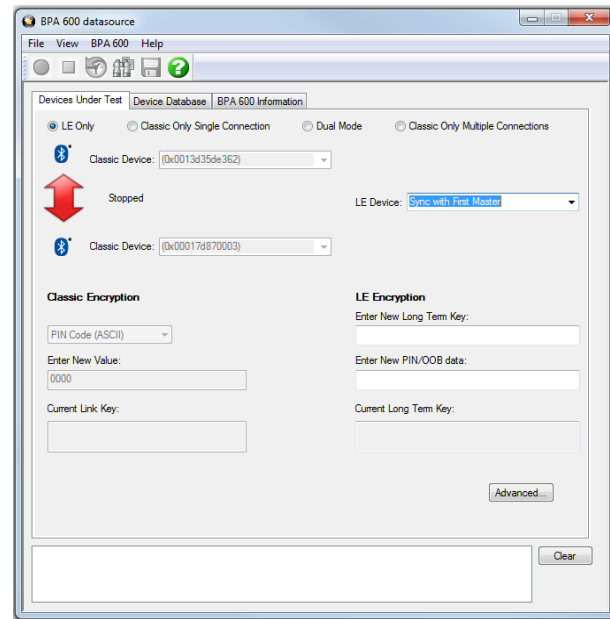 BPA 600 datasource
File View BPA 600 Help
Devices Under Test Device Database BPA 600 Information
LE Only Classic Only Single Connection Dual Mode Classic Only Multiple Connections
Classic Device: (0x0013d35de362)
Stopped
LE Device: Sync with First Master
Classic Device: (0x00017d870003)
Classic Encryption LE Encryption
Enter New Long Term Key:
PIN Code (ASCII)
Enter New Value: Enter New PIN/OOB data:
0000
Current Link Key: Current Long Term Key:
Advanced...
Clear